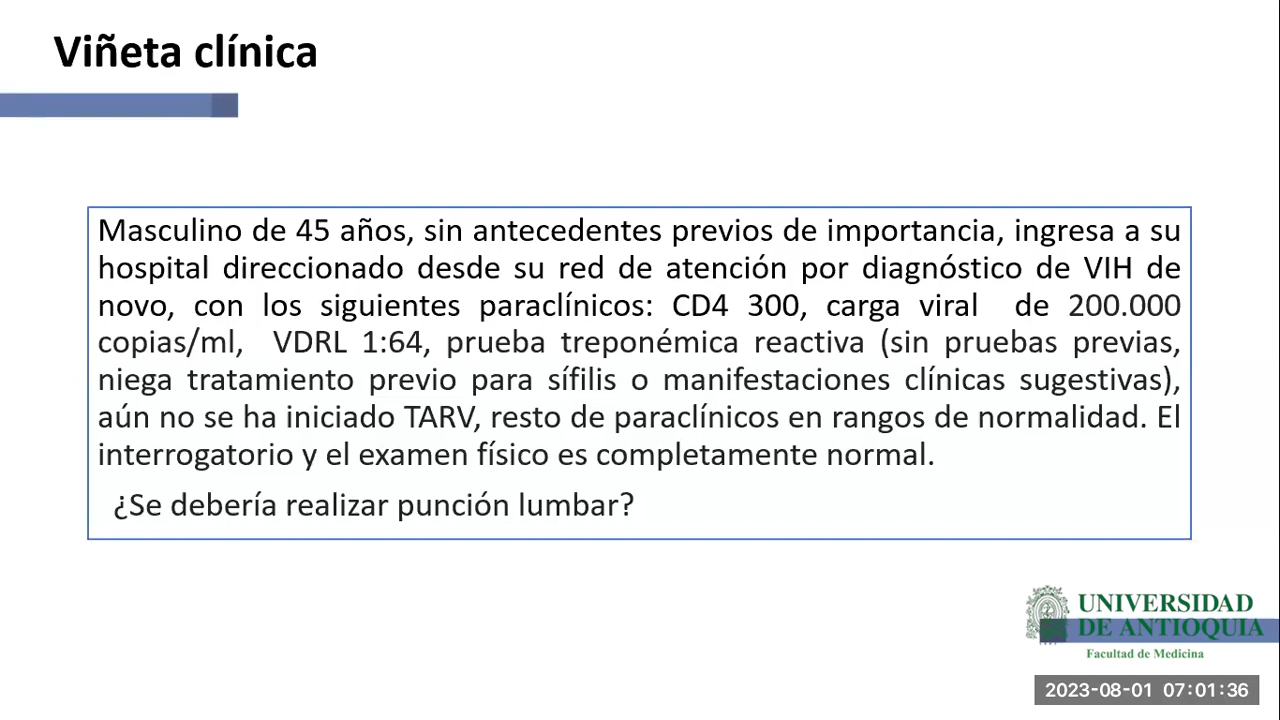 Viñeta clínica
Masculino de 45 años, sin antecedentes previos de importancia, ingresa a su
hospital direccionado desde su red de atención por diagnóstico de VIH de
novo, con los siguientes paraclínicos: CD4 300, carga viral de 200.000
copias/ml, VDRL 1:64, prueba treponémica reactiva (sin pruebas previas,
niega tratamiento previo para sífilis o manifestaciones clínicas sugestivas),
aún no se ha iniciado TARV, resto de paraclínicos en rangos de normalidad. El
interrogatorio y el examen físico es completamente normal.
¿Se debería realizar punción lumbar?
UNIVERSIDAD
DE ANTIOQUIA
Facultad de Medicina
2023-08-01 07:01:36